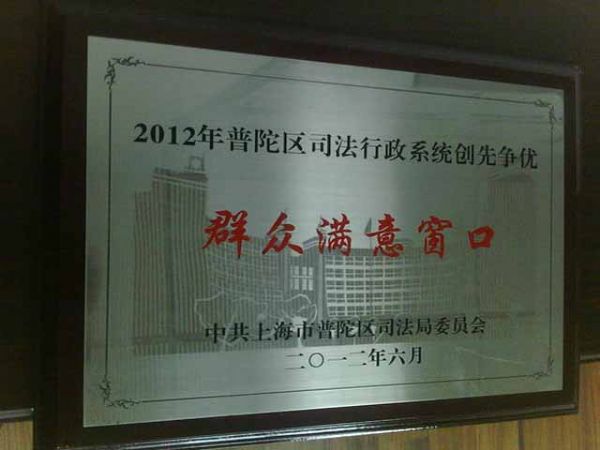 2012年普陀区司法行政系统创先争优
群众满意窗口
中共上海市普陀区司法局委员会
二〇一二年六月